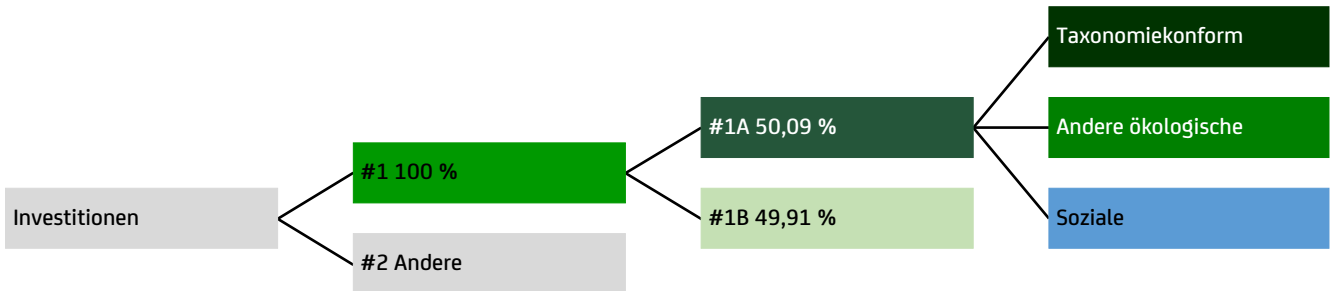 Investitionen
#1 100 %
#2 Andere
#1A 50,09 %
#1B 49,91 %
Taxonomiekonform
Andere ökologische
Soziale